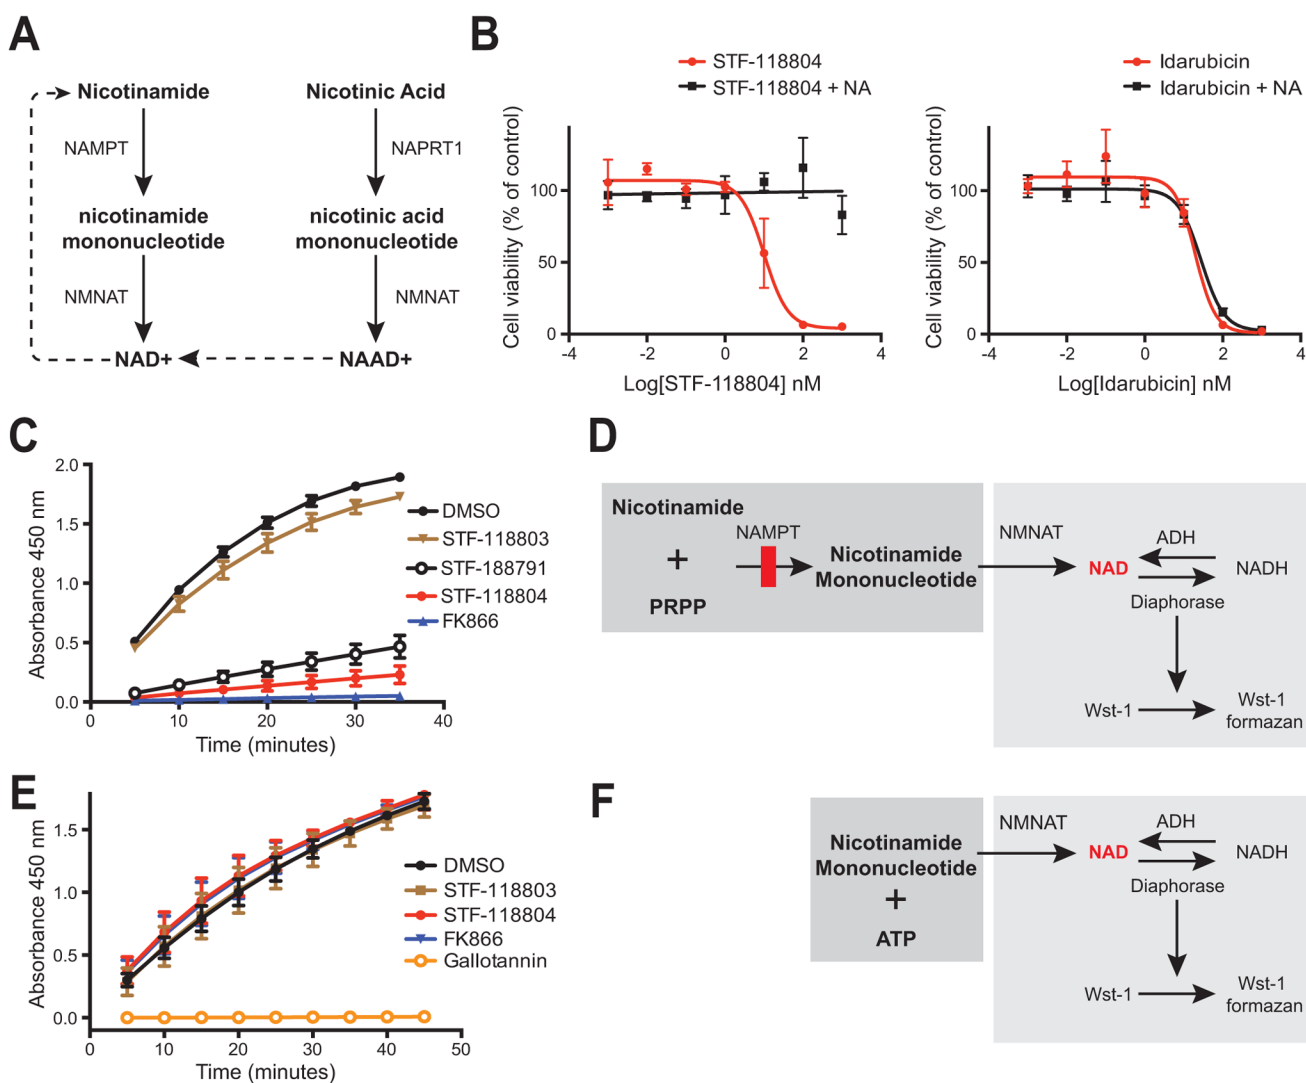 A
Nicotinamide
Nicotinic Acid
NAMPT
NAPRT1
nicotinamide
mononucleotide
nicotinic acid
mononucleotide
NMNAT
NMNAT
NAD+
NAAD+
B
STF-118804
STF-118804 + NA
Cell viability (% of control)
100
50
0
-4
-2
0
2
4
Log[STF-118804] nM
Idarubicin
Idarubicin + NA
Cell viability (% of control)
100
50
0
-4
-2
0
2
4
Log[Idarubicin] nM
C
Absorbance 450 nm
2.0
1.5
1.0
0.5
0.0
0
10
20
30
40
Time (minutes)
DMSO
STF-118803
STF-188791
STF-118804
FK866
D
Nicotinamide
+
PRPP
NAMPT
Nicotinamide
Mononucleotide
NMNAT
NAD
ADH
NADH
Diaphorase
Wst-1
Wst-1
formazan
E
Absorbance 450 nm
1.5
1.0
0.5
0.0
0
10
20
30
40
50
Time (minutes)
DMSO
STF-118803
STF-118804
FK866
Gallotannin
F
Nicotinamide
Mononucleotide
+
ATP
NMNAT
NAD
ADH
NADH
Diaphorase
Wst-1
Wst-1
formazan